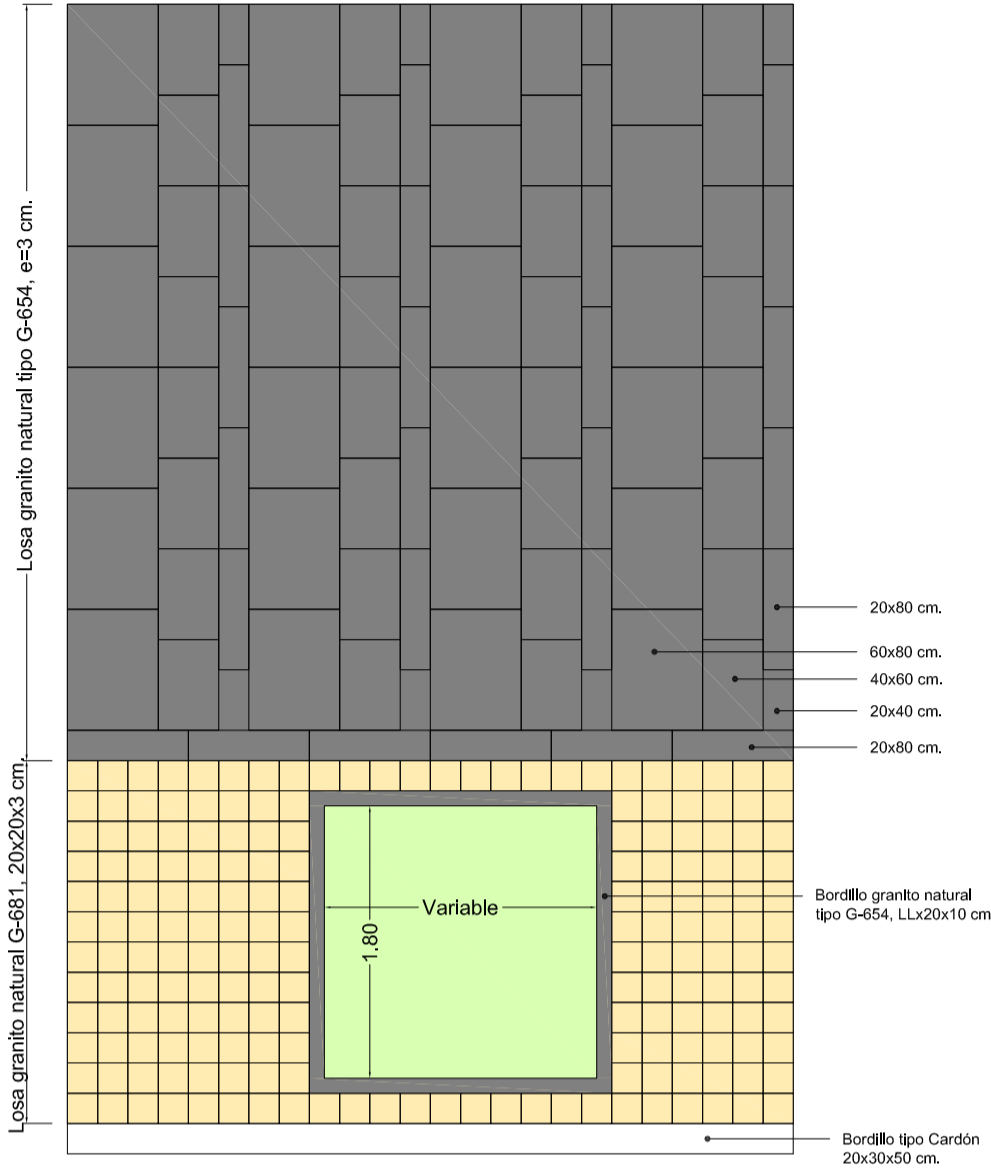 Losa granito natural tipo G-654, e=3 cm.
20x80 cm.
60x80 cm.
40x60 cm.
20x40 cm.
20x80 cm.
Losa granito natural G-681, 20x20x3 cm.
Variable
1,80
Bordillo granito natural
tipo G-654, LLx20x10 cm
Bordillo tipo Cardón
20x30x50 cm.